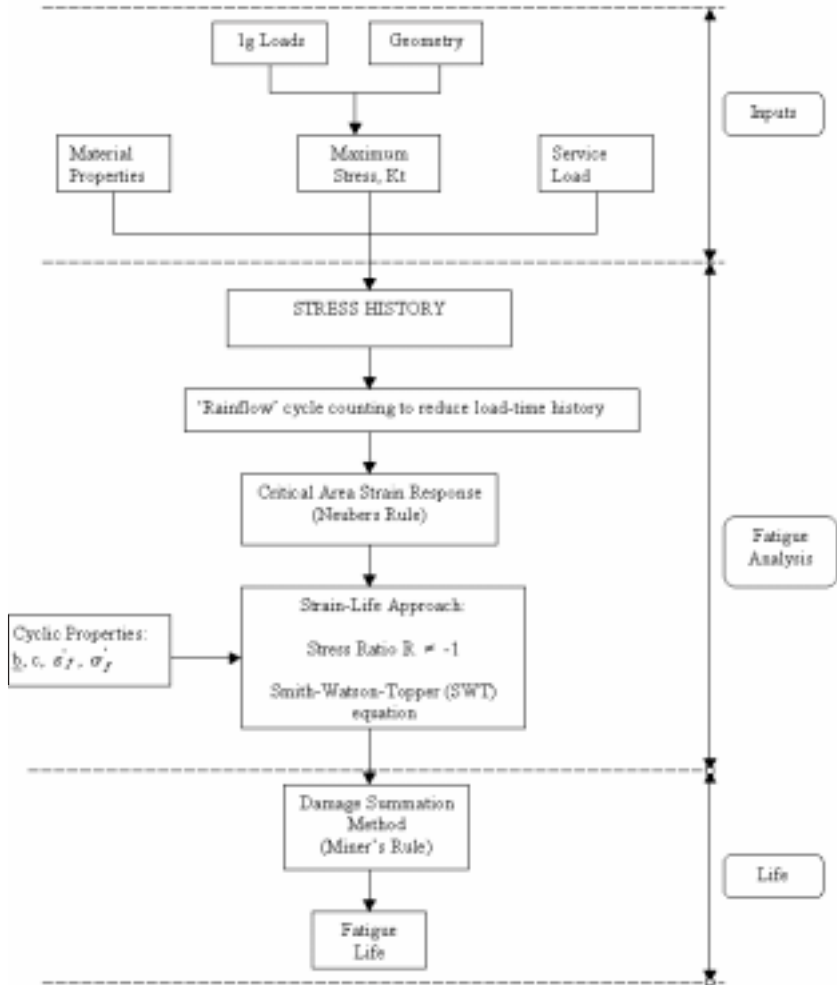 1g Loads
Geometry
Inputs
Material
Properties
Maximum
Stress, Kt
Service
Load
STRESS HISTORY
"Rainflow" cycle counting to reduce load-time history
Critical Area Strain Response
(Neubers Rule)
Fatigue
Analysis
Strain-Life Approach:
Stress Ratio R ≠ -1
Smith-Watson-Topper (SWT)
equation
Cyclic Properties:
b, c, ε'f, σ'f
Damage Summation
Method
(Miner's Rule)
Life
Fatigue
Life